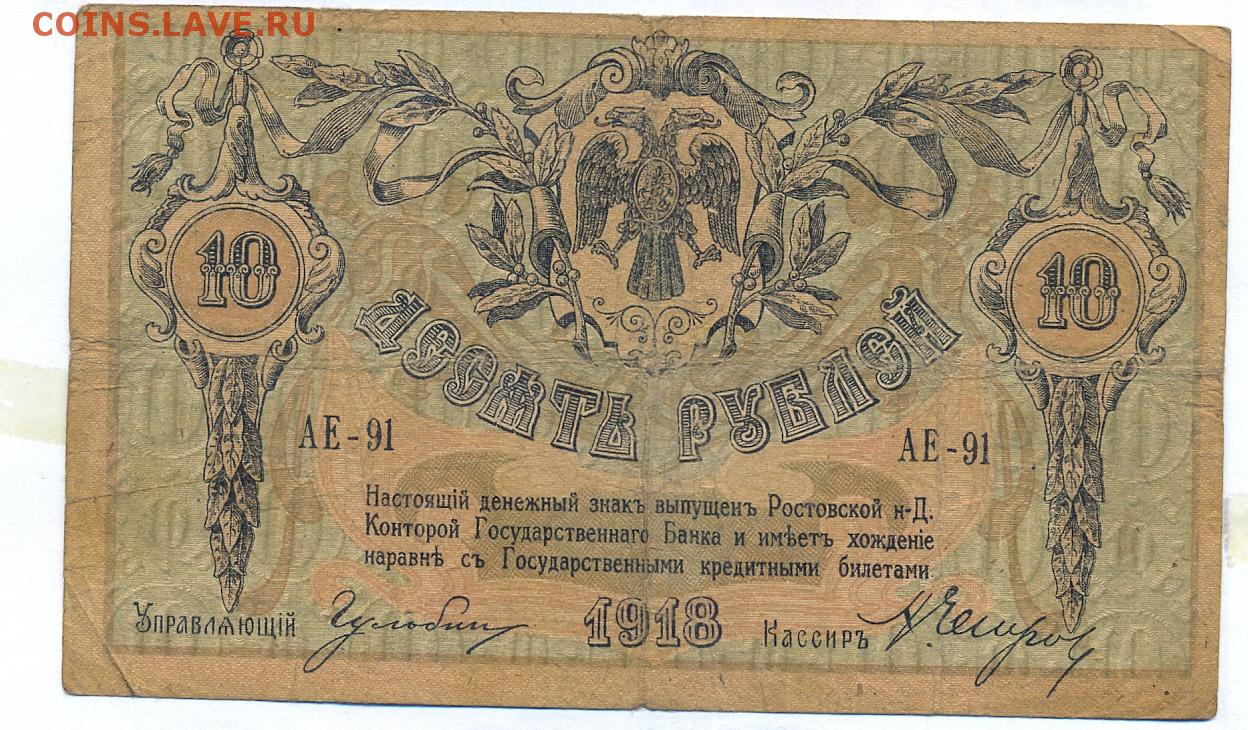 COINS.LAVE.RU
10
10
ДЕСЯТЬ РУБЛЕЙ
АЕ-91
АЕ-91
Настоящій денежный знакъ выпущенъ Ростовской н-Д.
Конторой Государственнаго Банка и имѣетъ хожденіе
наравнѣ съ Государственными кредитными билетами.
Управляющій Гульбин
1918
Кассиръ